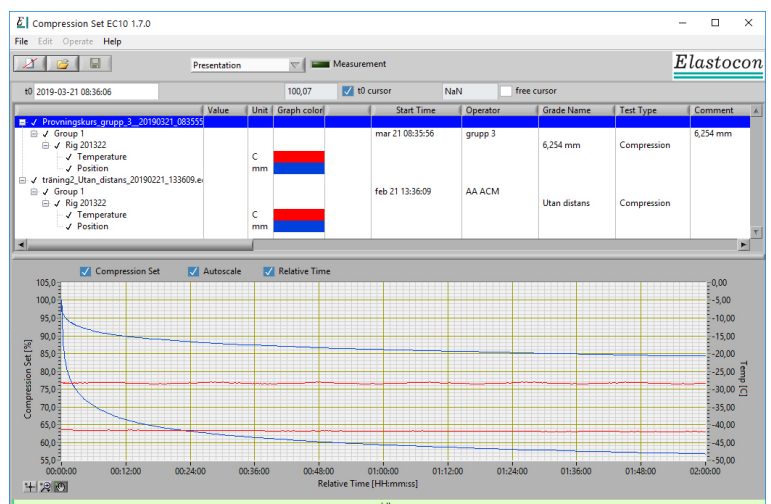 Compression Set EC10 1.7.0
File Edit Operate Help
Presentation Measurement
Elastocon
t0 2019-03-21 08:36:06 100,07 t0 cursor NaN free cursor
Value Unit Graph color Start Time Operator Grade Name Test Type Comment
Provningskurs_grupp_3__20190321_083555
Group 1 mar 21 08:35:56 grupp 3 6,254 mm
Rig 201322 6,254 mm Compression
Temperature C
Position mm
träning2_Utan_distans_20190221_133609.e
Group 1 feb 21 13:36:09 AA ACM
Rig 201322 Utan distans Compression
Temperature C
Position mm
Compression Set Autoscale Relative Time
105,0 0,00
100,0 -5,00
95,0 -10,00
90,0 -15,00
85,0 -20,00
80,0 -25,00
75,0 -30,00
70,0 -35,00
65,0 -40,00
60,0 -45,00
55,0 -50,00
Compression Set [%]
Temp [C]
00:00:00 00:12:00 00:24:00 00:36:00 00:48:00 01:00:00 01:12:00 01:24:00 01:36:00 01:48:00 02:00:00
Relative Time [HH:mm:ss]